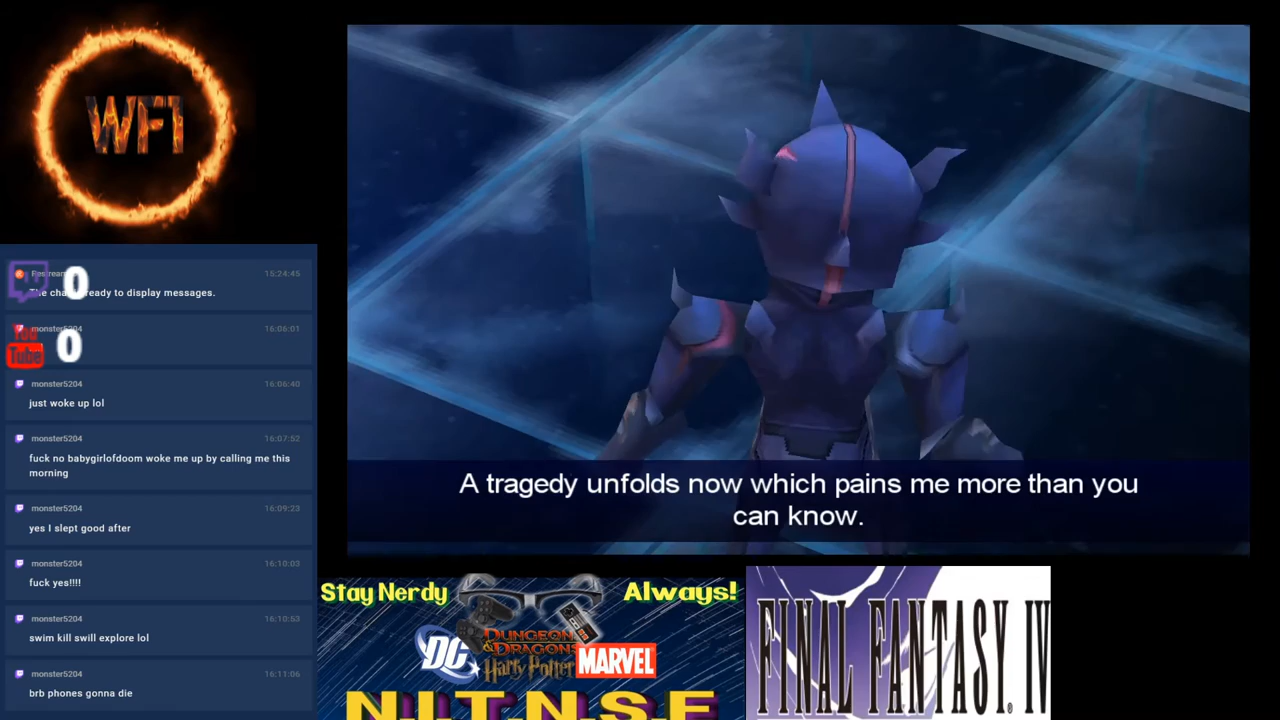 WF1
15:24:45
0
The cha ready to display messages.
monster5204 16:06:01
You
Tube
0
monster5204 16:06:40
just woke up lol
monster5204 16:07:52
fuck no babygirlofdoom woke me up by calling me this
morning
monster5204 16:09:23
yes I slept good after
monster5204 16:10:03
fuck yes!!!!
monster5204 16:10:53
swim kill swill explore lol
monster5204 16:11:06
brb phones gonna die
A tragedy unfolds now which pains me more than you
can know.
Stay Nerdy Always!
DC
DUNGEONS
& DRAGONS
Harry Potter
MARVEL
N.I.T.N.S.F
FINAL FANTASY. IV